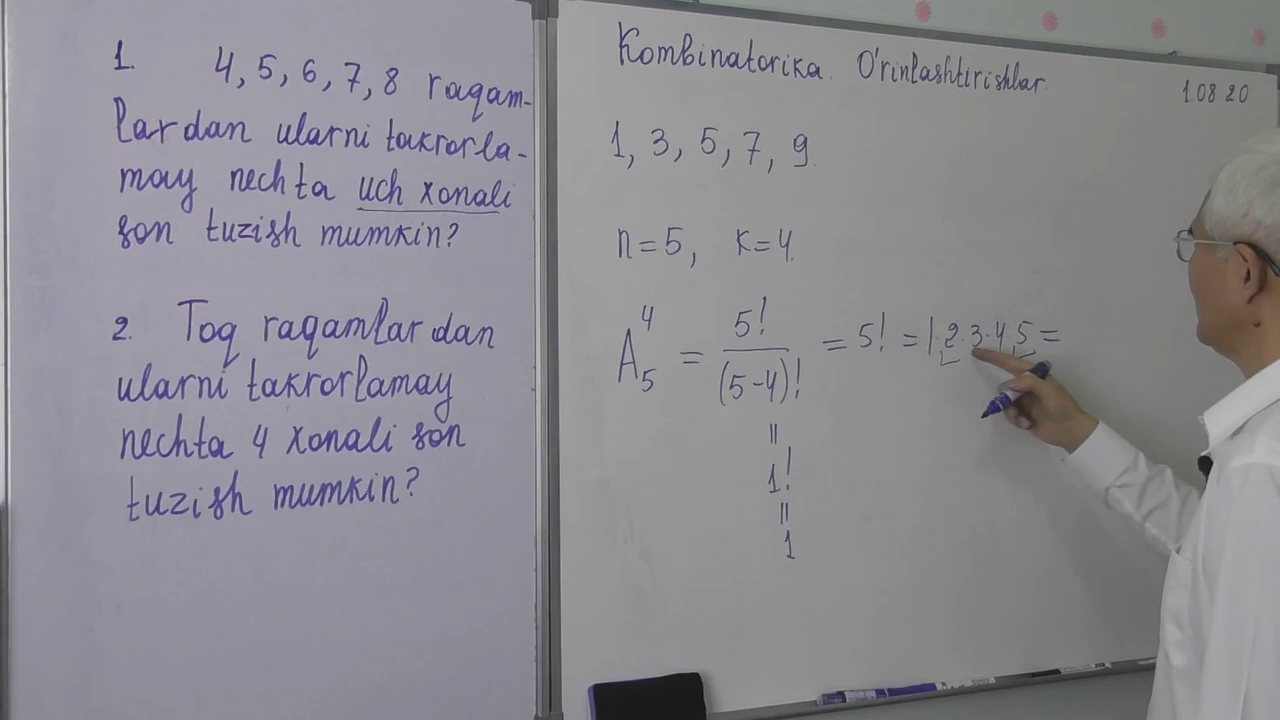 1. 4, 5, 6, 7, 8 raqam-
lardan ularni takrorla-
may nechta uch xonali
son tuzish mumkin?
2. Toq raqamlardan
ularni takrorlamay
nechta 4 xonali son
tuzish mumkin?
Kombinatorika. O'rinlashtirishlar.
1.08 20
1, 3, 5, 7, 9.
n=5, k=4.
A₅⁴ = 5!/(5-4)! = 5! = 1·2·3·4·5 =
"
1!
"
1